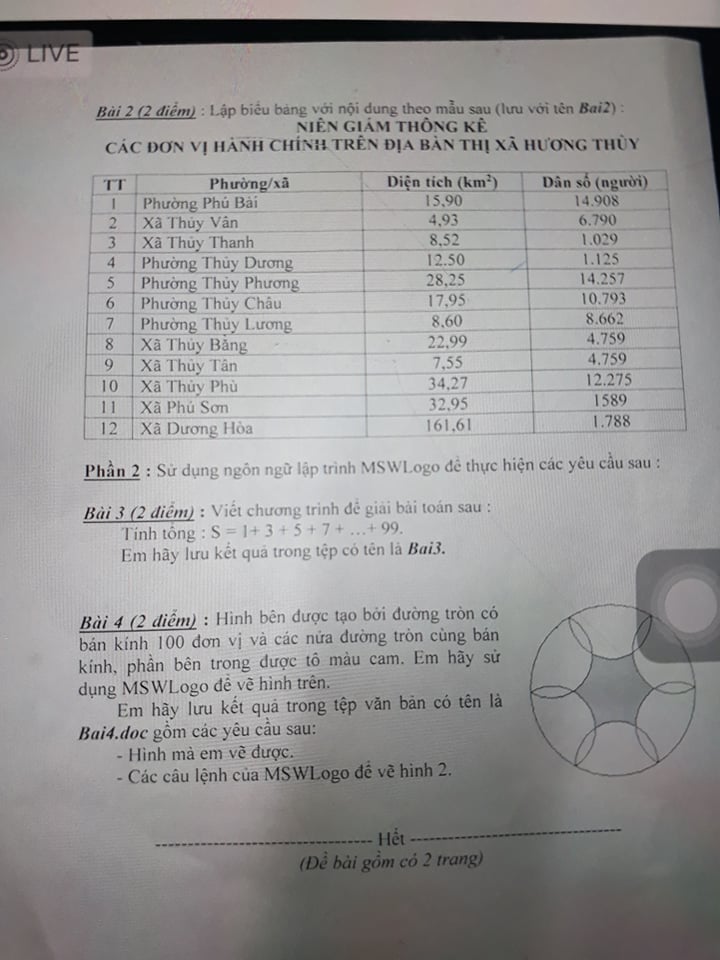 LIVE
Bài 2 (2 điểm) : Lập biểu bảng với nội dung theo mẫu sau (lưu với tên Bai2) :
NIÊN GIÁM THỐNG KÊ
CÁC ĐƠN VỊ HÀNH CHÍNH TRÊN ĐỊA BÀN THỊ XÃ HƯƠNG THỦY
TT Phường/xã Diện tích (km²) Dân số (người)
1 Phường Phú Bài 15,90 14.908
2 Xã Thủy Vân 4,93 6.790
3 Xã Thủy Thanh 8,52 1.029
4 Phường Thủy Dương 12.50 1.125
5 Phường Thủy Phương 28,25 14.257
6 Phường Thủy Châu 17,95 10.793
7 Phường Thủy Lương 8,60 8.662
8 Xã Thủy Bằng 22,99 4.759
9 Xã Thủy Tân 7,55 4.759
10 Xã Thủy Phù 34,27 12.275
11 Xã Phú Sơn 32,95 1589
12 Xã Dương Hòa 161,61 1.788
Phần 2 : Sử dụng ngôn ngữ lập trình MSWLogo để thực hiện các yêu cầu sau :
Bài 3 (2 điểm) : Viết chương trình để giải bài toán sau :
Tính tổng : S = 1+ 3 + 5 + 7 + ...+ 99.
Em hãy lưu kết quả trong tệp có tên là Bai3.
Bài 4 (2 điểm) : Hình bên được tạo bởi đường tròn có
bán kính 100 đơn vị và các nửa đường tròn cùng bán
kính, phần bên trong được tô màu cam. Em hãy sử
dụng MSWLogo để vẽ hình trên.
Em hãy lưu kết quả trong tệp văn bản có tên là
Bai4.doc gồm các yêu cầu sau:
- Hình mà em vẽ được.
- Các câu lệnh của MSWLogo để vẽ hình 2.
Hết
(Đề bài gồm có 2 trang)